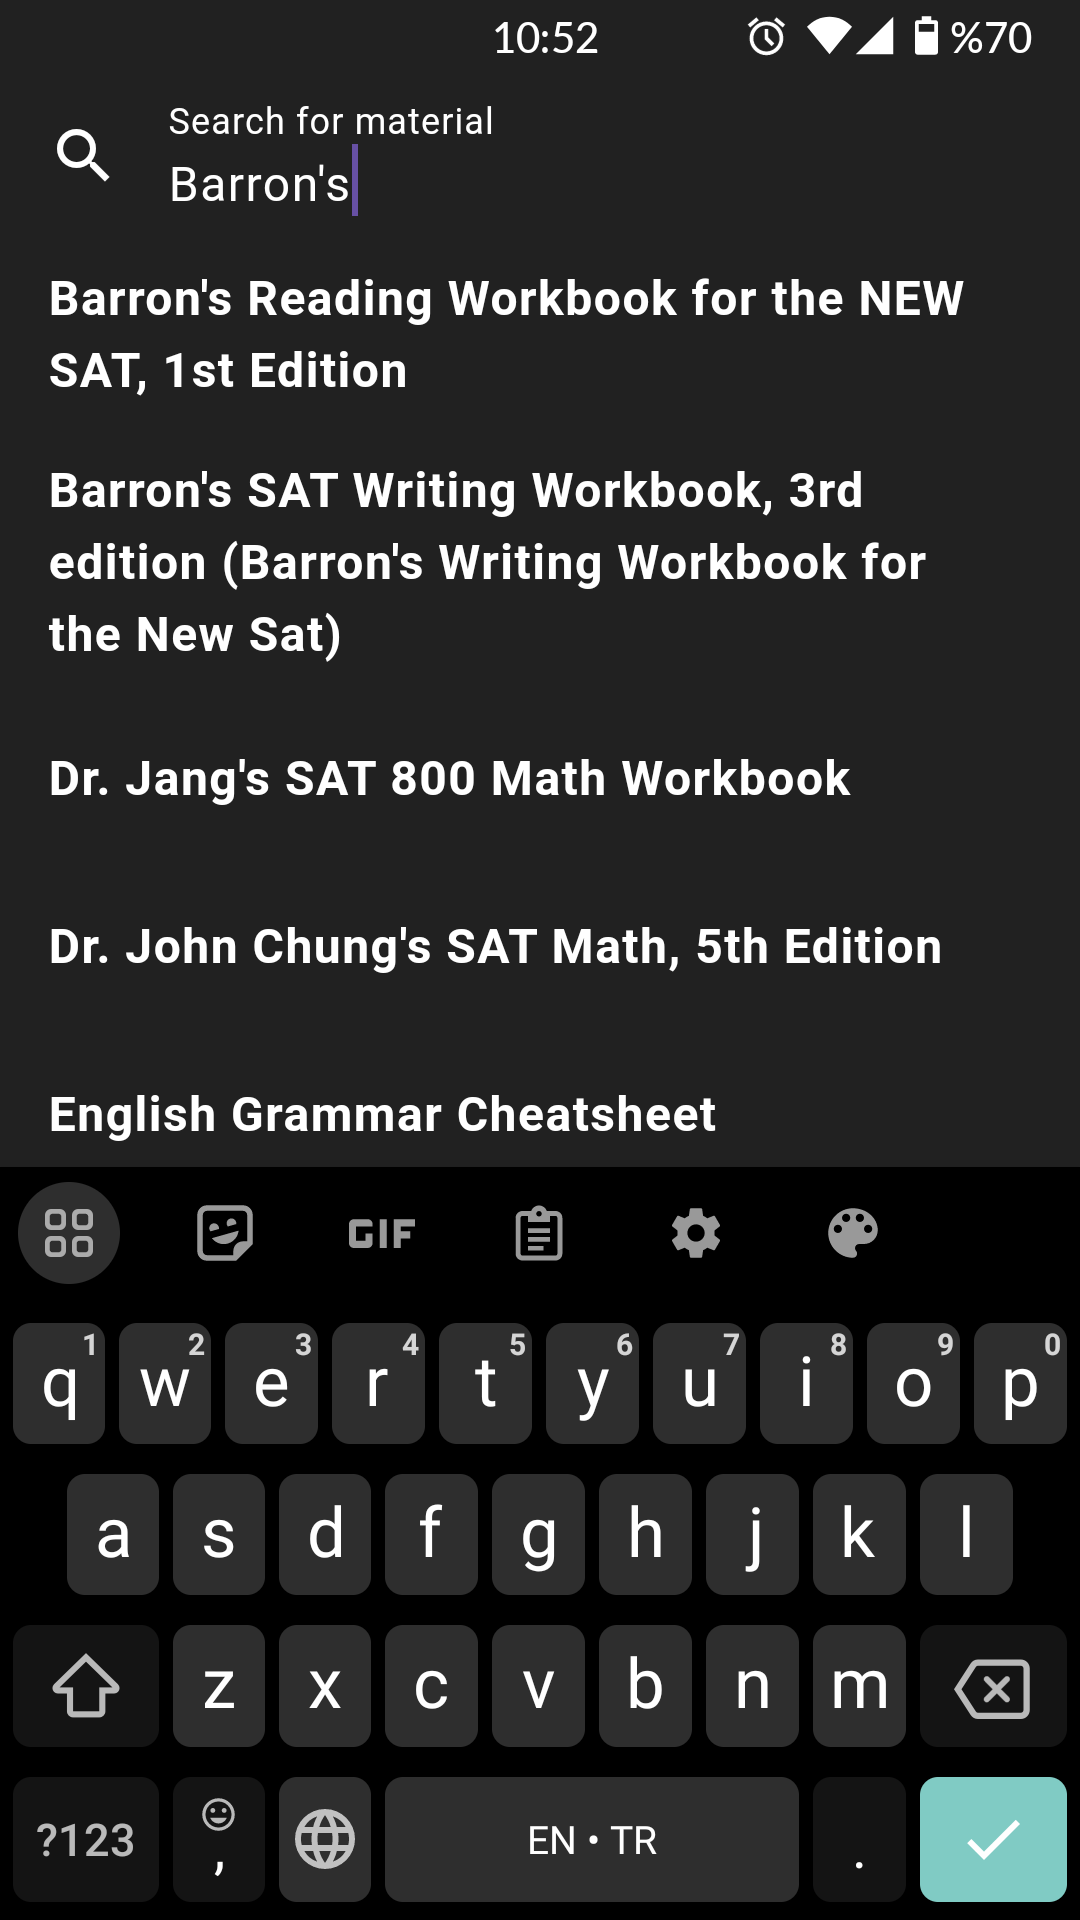 10:52
%70
Search for material
Barron's
Barron's Reading Workbook for the NEW
SAT, 1st Edition
Barron's SAT Writing Workbook, 3rd
edition (Barron's Writing Workbook for
the New Sat)
Dr. Jang's SAT 800 Math Workbook
Dr. John Chung's SAT Math, 5th Edition
English Grammar Cheatsheet
GIF
1 2 3 4 5 6 7 8 9 0
q w e r t y u i o p
a s d f g h j k l
z x c v b n m
?123 , EN • TR .